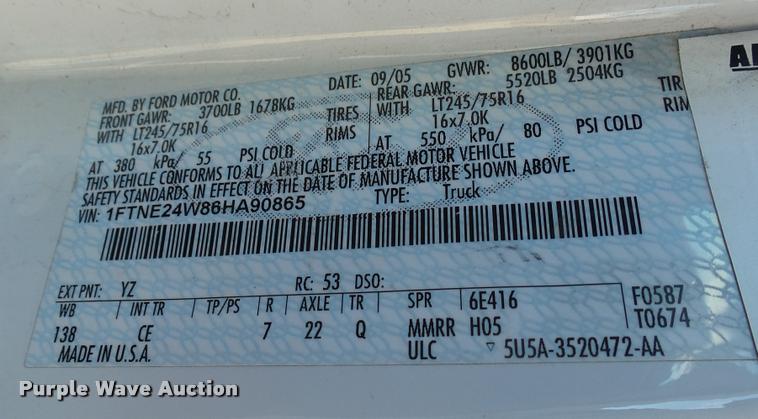 MFD. BY FORD MOTOR CO. DATE: 09/05 GVWR: 8600LB/ 3901KG
FRONT GAWR: 3700LB 1678KG REAR GAWR: 5520LB 2504KG
WITH LT245/75R16 TIRES WITH LT245/75R16 TIRE
16x7.0K RIMS 16x7.0K RIM
AT 380 kPa/ 55 PSI COLD AT 550 kPa/ 80 PSI COLD
THIS VEHICLE CONFORMS TO ALL APPLICABLE FEDERAL MOTOR VEHICLE
SAFETY STANDARDS IN EFFECT ON THE DATE OF MANUFACTURE SHOWN ABOVE.
VIN: 1FTNE24W86HA90865 TYPE: Truck
EXT PNT: YZ RC: 53 DSO:
WB INT TR TP/PS R AXLE TR SPR 6E416 F0587
138 CE 7 22 Q MMRR H05 T0674
MADE IN U.S.A. ULC ▽ 5U5A-3520472-AA
Purple Wave Auction